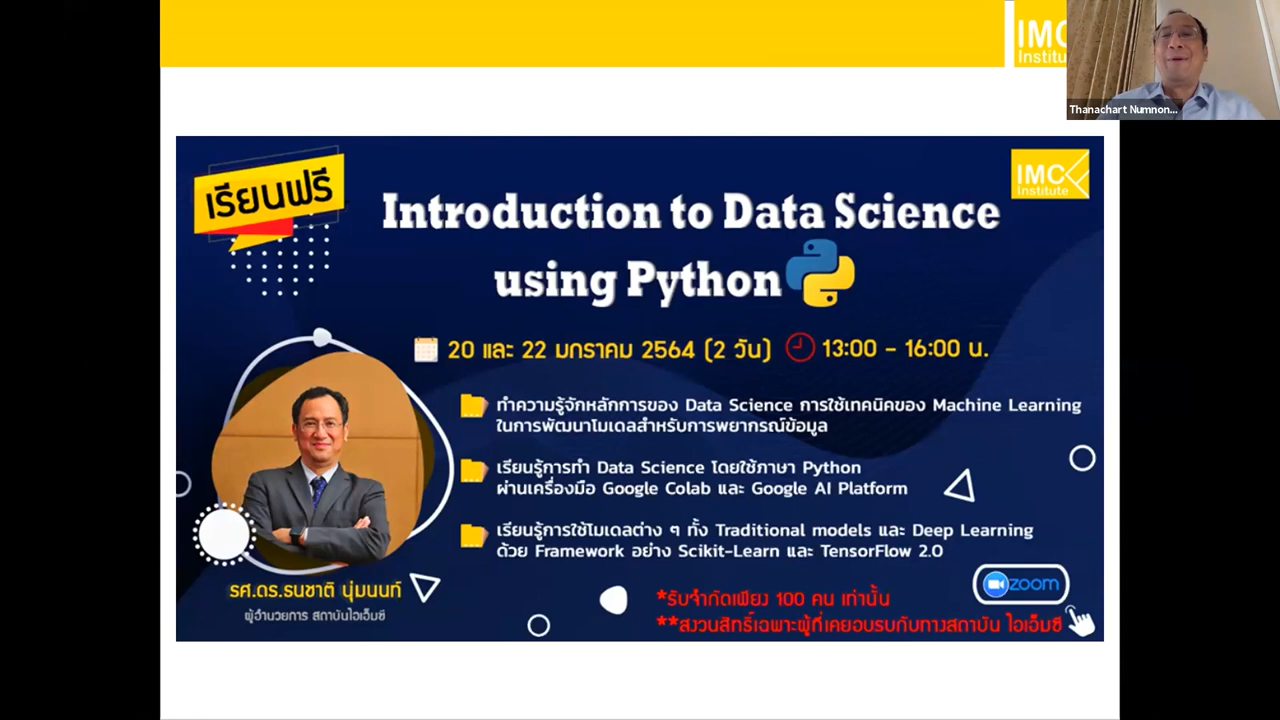 IMC
Institu
Thanachart Numnon...
เรียนฟรี
IMC
Institute
Introduction to Data Science
using Python
20 และ 22 มกราคม 2564 (2 วัน) 13:00 - 16:00 น.
ทำความรู้จักหลักการของ Data Science การใช้เทคนิคของ Machine Learning
ในการพัฒนาโมเดลสำหรับการพยากรณ์ข้อมูล
เรียนรู้การทำ Data Science โดยใช้ภาษา Python
ผ่านเครื่องมือ Google Colab และ Google AI Platform
เรียนรู้การใช้โมเดลต่าง ๆ ทั้ง Traditional models และ Deep Learning
ด้วย Framework อย่าง Scikit-Learn และ TensorFlow 2.0
รศ.ดร.ธนชาติ นุ่มนนท์
ผู้อำนวยการ สถาบันไอเอ็มซี
zoom
*รับจำกัดเพียง 100 คน เท่านั้น
**สงวนสิทธิ์เฉพาะผู้ที่เคยอบรมกับทางสถาบัน ไอเอ็มซี